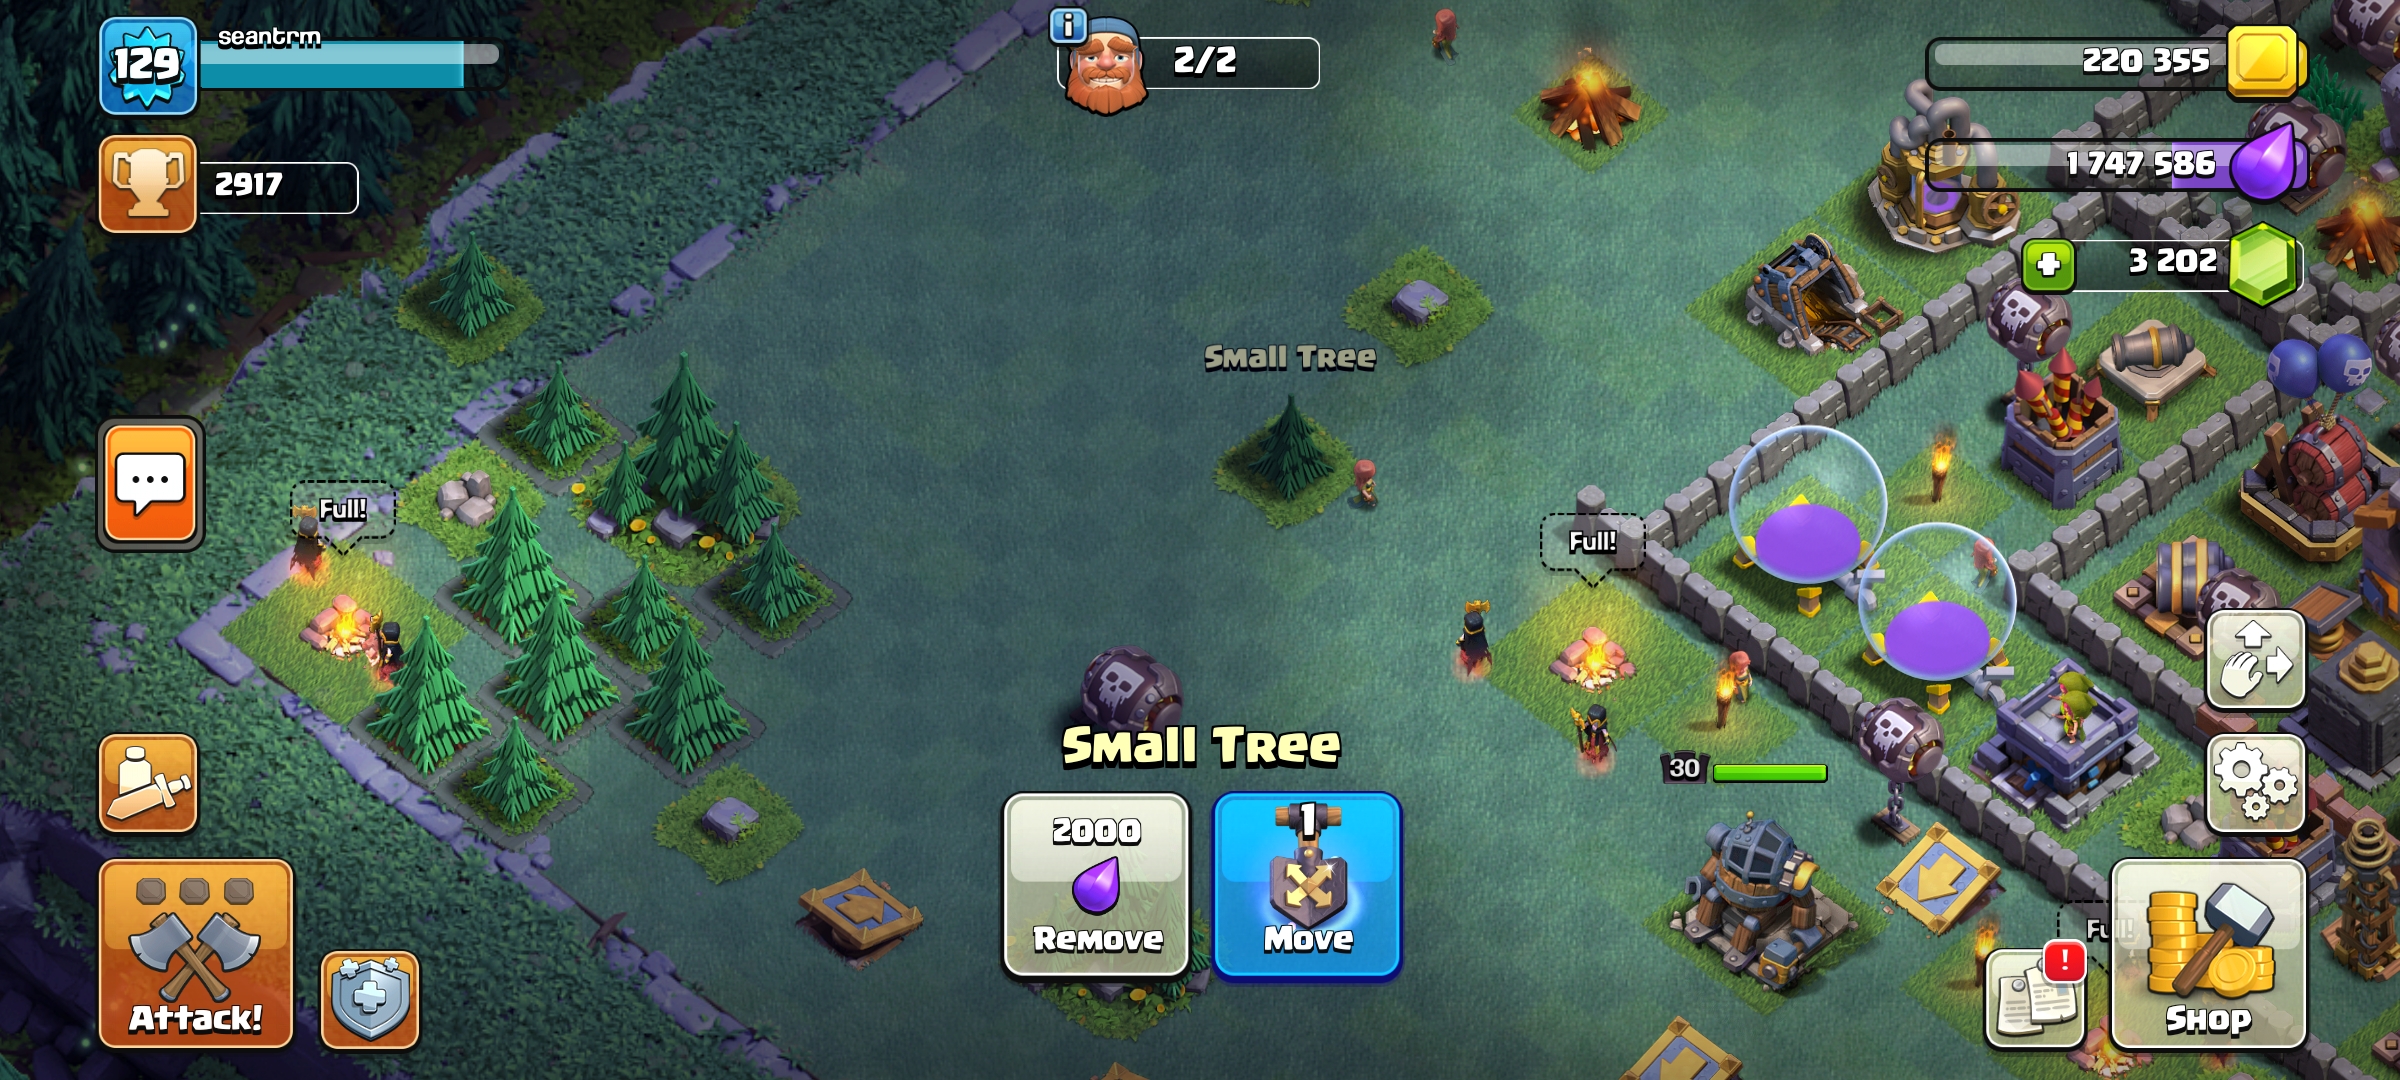 129
seantrm
2/2
220 355
2917
1 747 586
3 202
Small Tree
Full!
Full!
Small Tree
30
2000
1
Remove
Move
Full!
!
Attack!
Shop